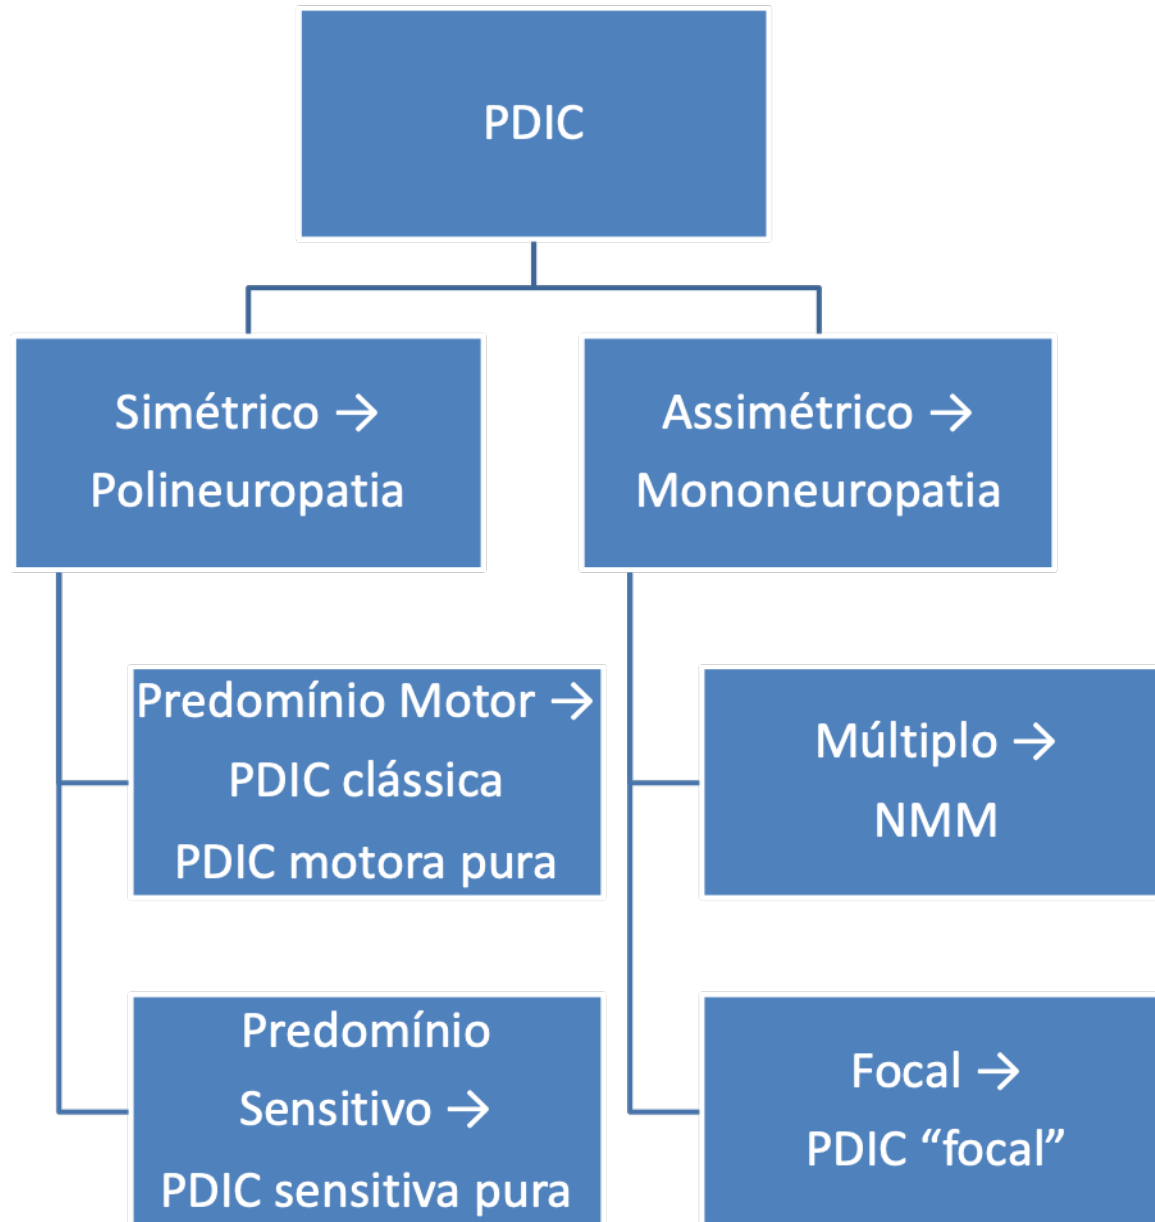 PDIC
Simétrico →
Polineuropatia
Assimétrico →
Mononeuropatia
Predomínio Motor →
PDIC clássica
PDIC motora pura
Múltiplo →
NMM
Predomínio
Sensitivo →
PDIC sensitiva pura
Focal →
PDIC “focal”